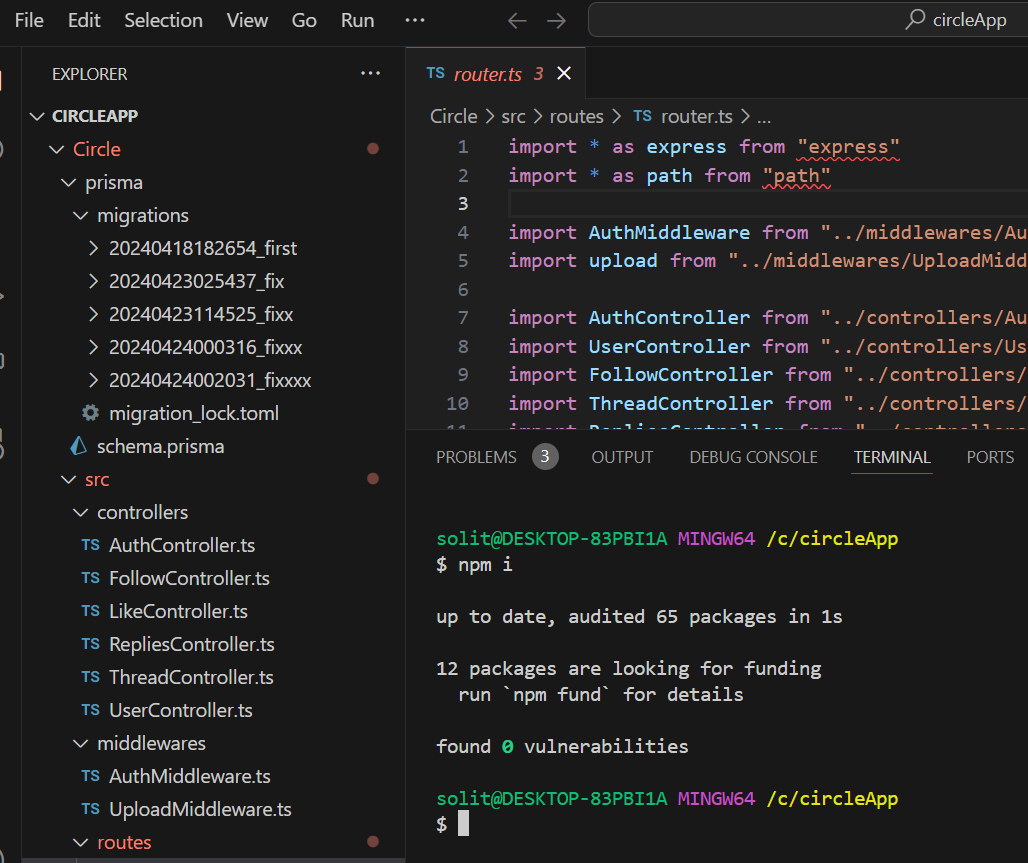 File Edit Selection View Go Run ··· ← → circleApp
EXPLORER ···
CIRCLEAPP
Circle
prisma
migrations
20240418182654_first
20240423025437_fix
20240423114525_fixx
20240424000316_fixxx
20240424002031_fixxxx
migration_lock.toml
schema.prisma
src
controllers
TS AuthController.ts
TS FollowController.ts
TS LikeController.ts
TS RepliesController.ts
TS ThreadController.ts
TS UserController.ts
middlewares
TS AuthMiddleware.ts
TS UploadMiddleware.ts
routes
TS router.ts 3
Circle > src > routes > TS router.ts > ...
1 import * as express from "express"
2 import * as path from "path"
3
4 import AuthMiddleware from "../middlewares/Au
5 import upload from "../middlewares/UploadMidd
6
7 import AuthController from "../controllers/Au
8 import UserController from "../controllers/Us
9 import FollowController from "../controllers/
10 import ThreadController from "../controllers/
11 import RepliesController from "../controllers
PROBLEMS 3 OUTPUT DEBUG CONSOLE TERMINAL PORTS
solit@DESKTOP-83PBI1A MINGW64 /c/circleApp
$ npm i
up to date, audited 65 packages in 1s
12 packages are looking for funding
run `npm fund` for details
found 0 vulnerabilities
solit@DESKTOP-83PBI1A MINGW64 /c/circleApp
$